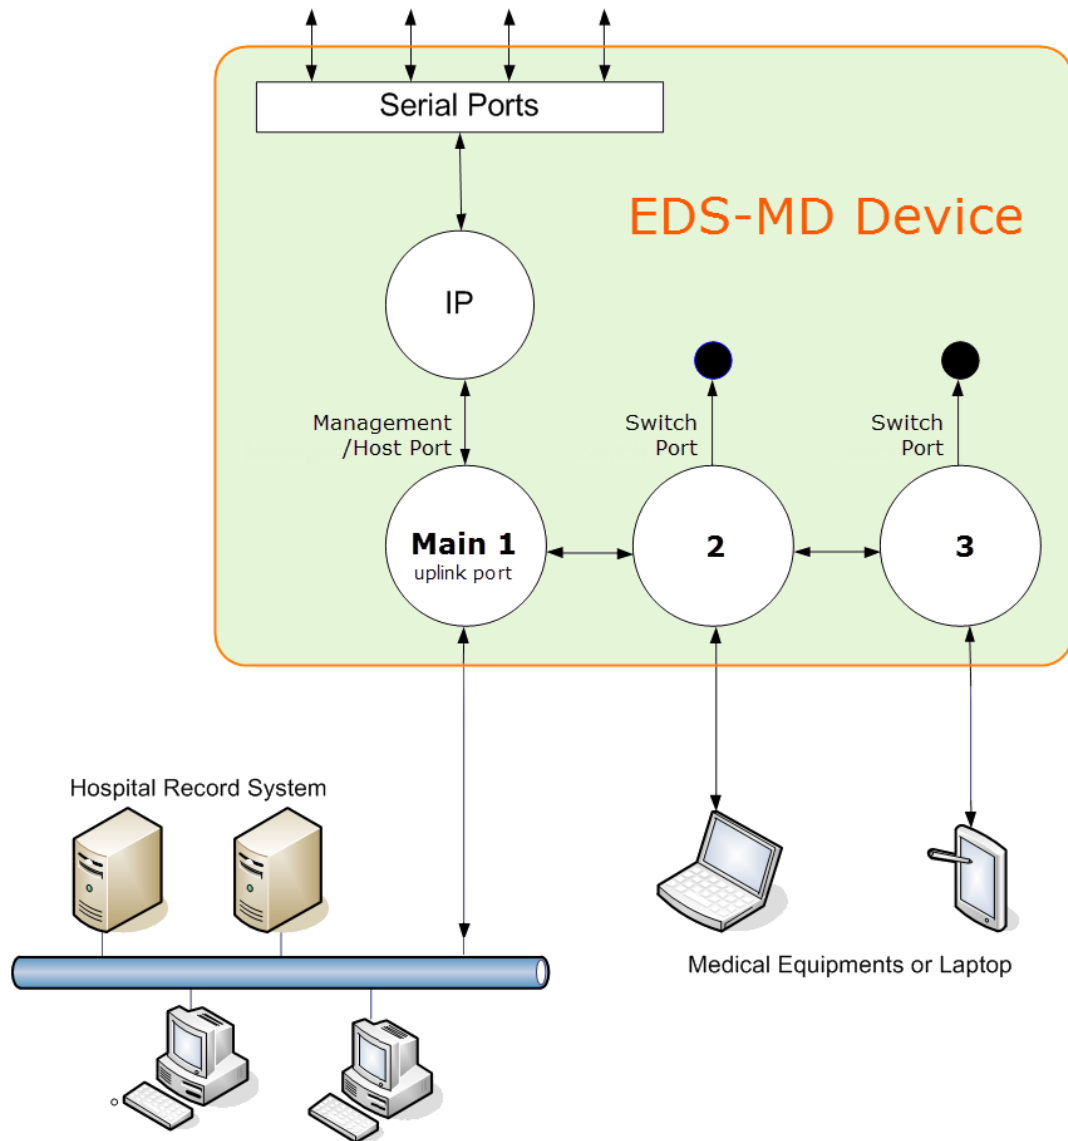 Serial Ports
EDS-MD Device
IP
Management
/Host Port
Switch
Port
Switch
Port
Main 1
uplink port
2
3
Hospital Record System
Medical Equipments or Laptop